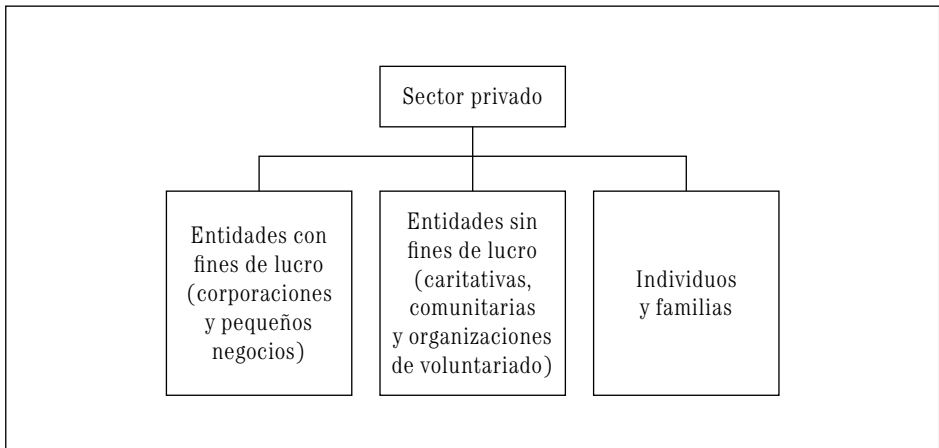 Sector privado
Entidades con
fines de lucro
(corporaciones
y pequeños
negocios)
Entidades sin
fines de lucro
(caritativas,
comunitarias
y organizaciones
de voluntariado)
Individuos
y familias